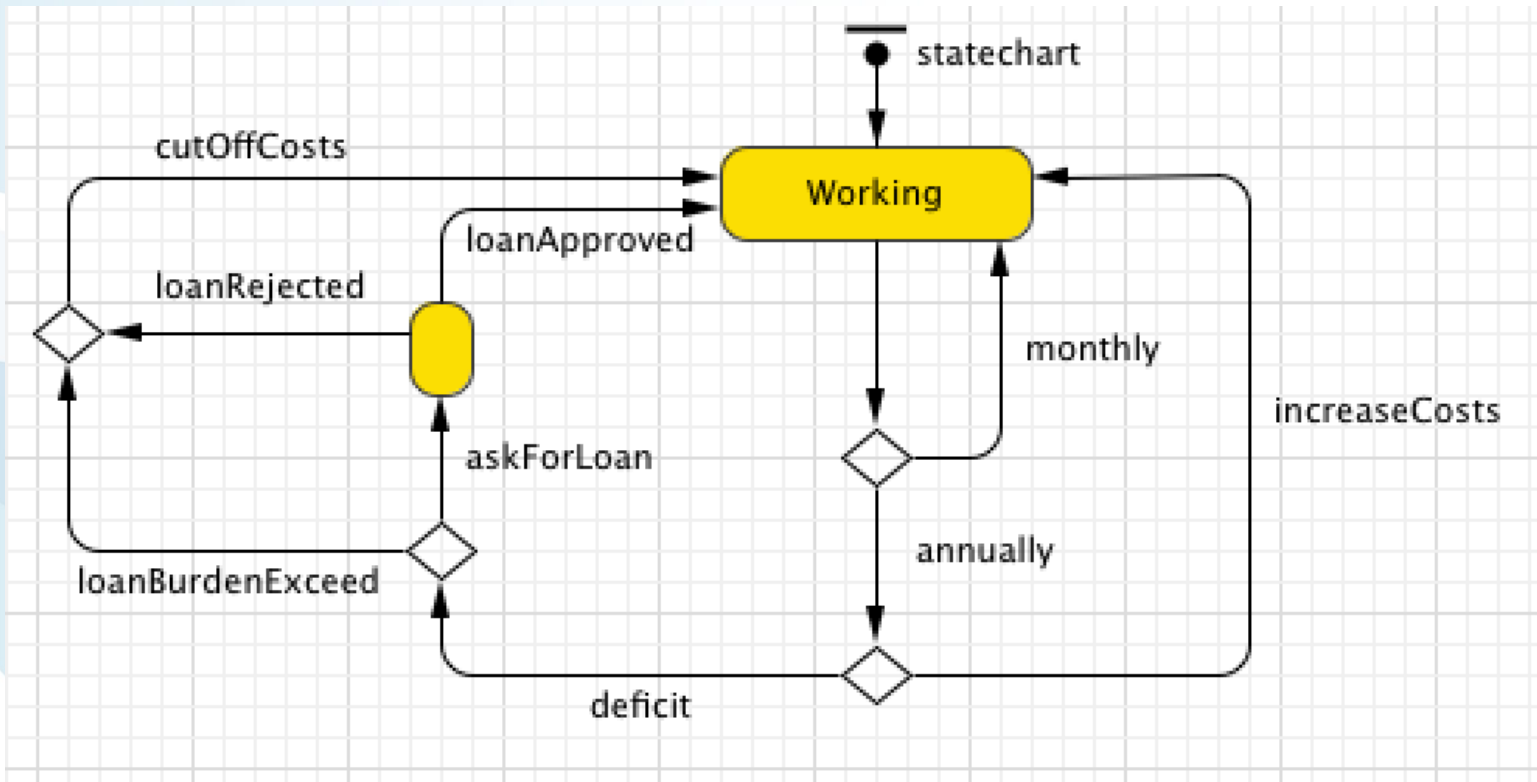 statechart
cutOffCosts
Working
loanApproved
loanRejected
monthly
increaseCosts
askForLoan
annually
loanBurdenExceed
deficit